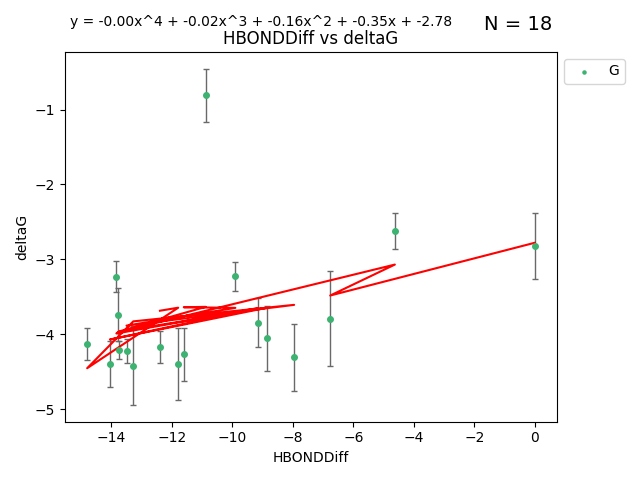 y = -0.00x^4 + -0.02x^3 + -0.16x^2 + -0.35x + -2.78
N = 18
HBONDDiff vs deltaG
G
−1
−2
−3
−4
−5
deltaG
−14 −12 −10 −8 −6 −4 −2 0
HBONDDiff